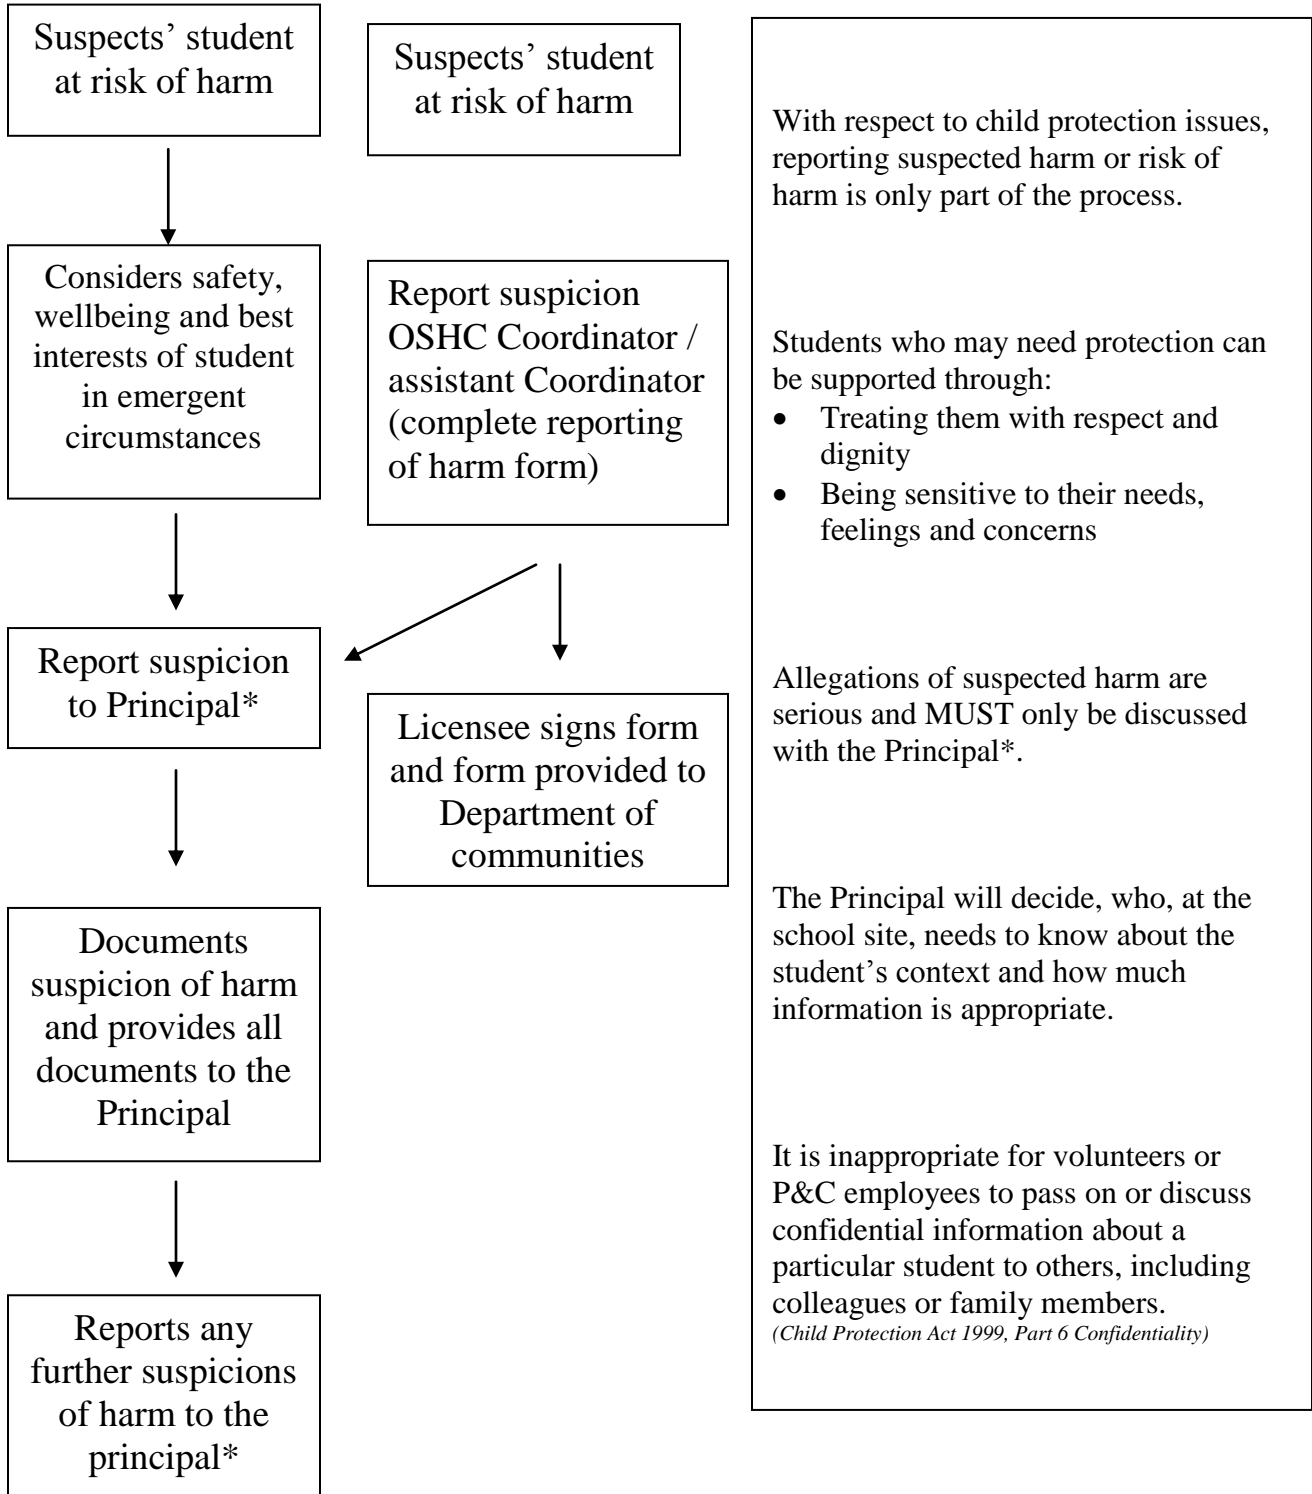 Suspects’ student
at risk of harm
Considers safety,
wellbeing and best
interests of student
in emergent
circumstances
Report suspicion
to Principal*
Documents
suspicion of harm
and provides all
documents to the
Principal
Reports any
further suspicions
of harm to the
principal*
Suspects’ student
at risk of harm
Report suspicion
OSHC Coordinator /
assistant Coordinator
(complete reporting
of harm form)
Licensee signs form
and form provided to
Department of
communities
With respect to child protection issues,
reporting suspected harm or risk of
harm is only part of the process.
Students who may need protection can
be supported through:
• Treating them with respect and
dignity
• Being sensitive to their needs,
feelings and concerns
Allegations of suspected harm are
serious and MUST only be discussed
with the Principal*.
The Principal will decide, who, at the
school site, needs to know about the
student’s context and how much
information is appropriate.
It is inappropriate for volunteers or
P&C employees to pass on or discuss
confidential information about a
particular student to others, including
colleagues or family members.
(Child Protection Act 1999, Part 6 Confidentiality)